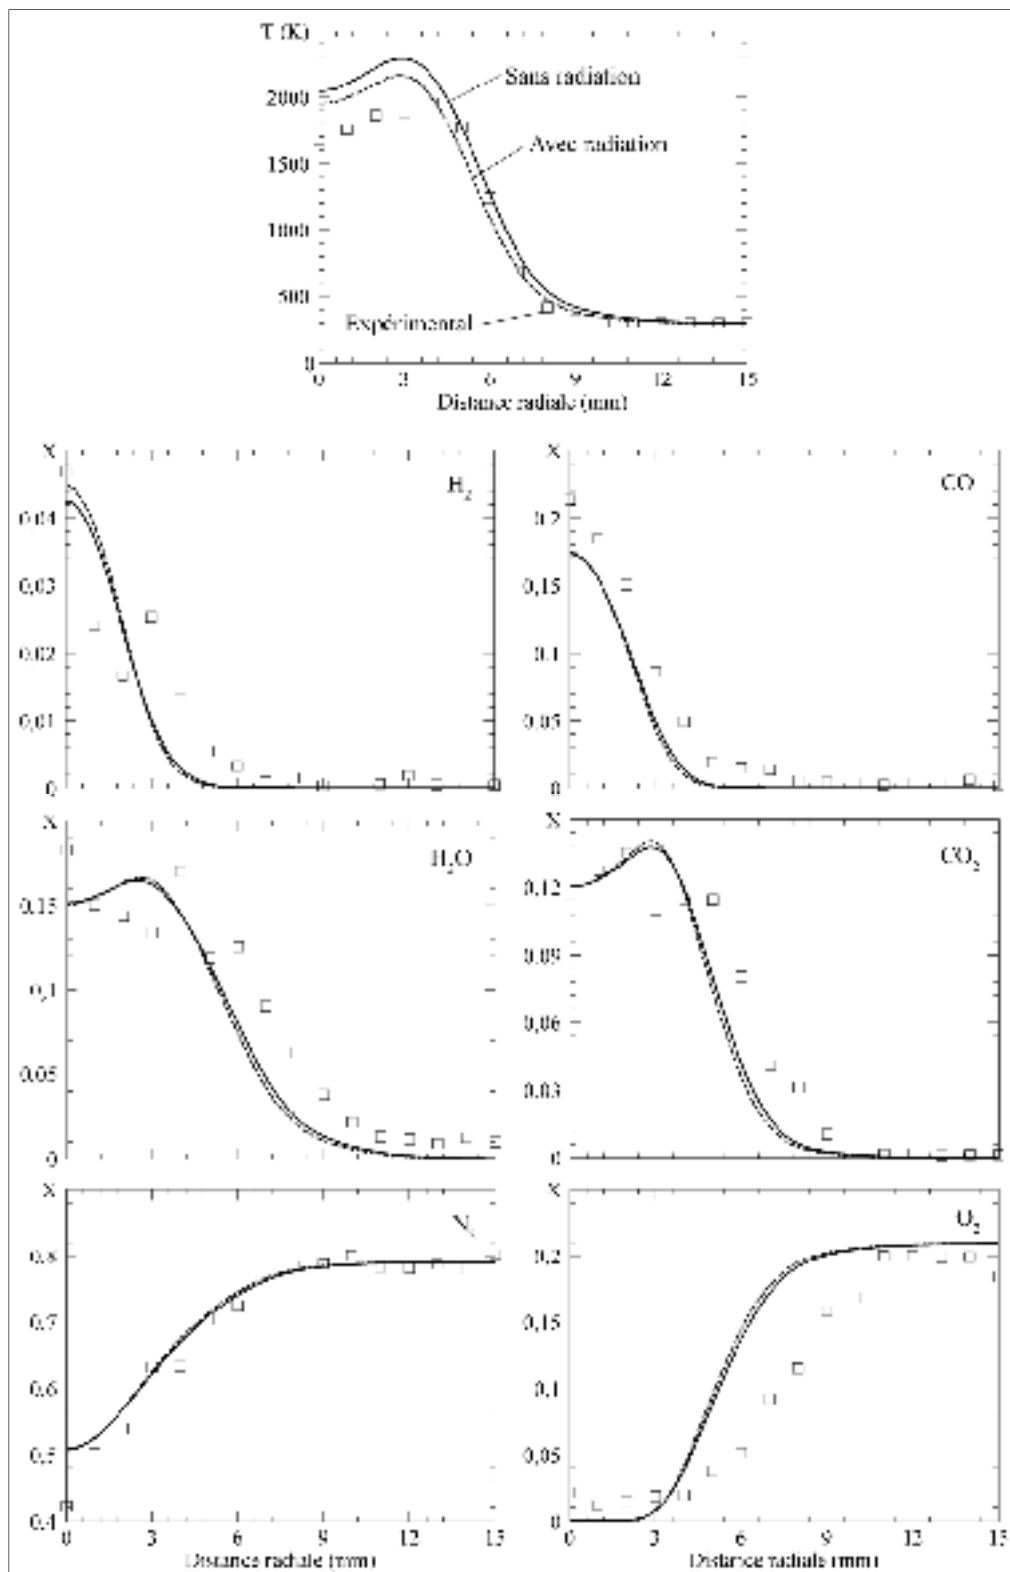 T (K)
Sans radiation
2000
Avec radiation
1500
1000
500
Expérimental
0
0 3 6 9 12 15
Distance radiale (mm)
X X
H2 CO
0,04 0,2
0,03 0,15
0,02 0,1
0,01 0,05
0 0
X X
H2O CO2
0,15 0,12
0,09
0,1
0,06
0,05
0,03
0 0
X X
O2
0,8 0,2
0,7 0,15
0,6 0,1
0,5 0,05
0,4 0
0 3 6 9 12 15 0 3 6 9 12 15
Distance radiale (mm) Distance radiale (mm)